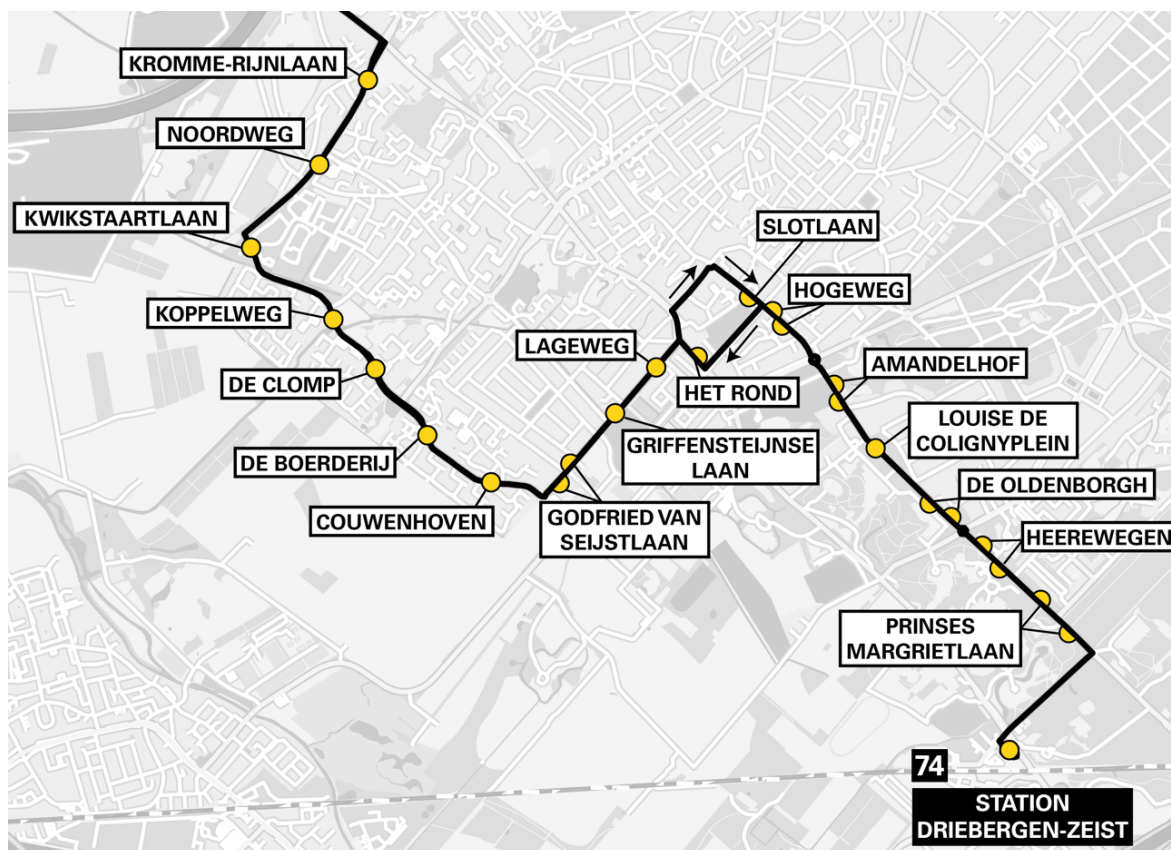 KROMME-RIJNLAAN
NOORDWEG
KWIKSTAARTLAAN
SLOTLAAN
HOGEWEG
KOPPELWEG
LAGEWEG
AMANDELHOF
DE CLOMP
HET ROND
LOUISE DE
COLIGNYPLEIN
GRIFFENSTEIJNSE
LAAN
DE BOERDERIJ
DE OLDENBORGH
COUWENHOVEN
GODFRIED VAN
SEIJSTLAAN
HEEREWEGEN
PRINSES
MARGRIETLAAN
74
STATION
DRIEBERGEN-ZEIST